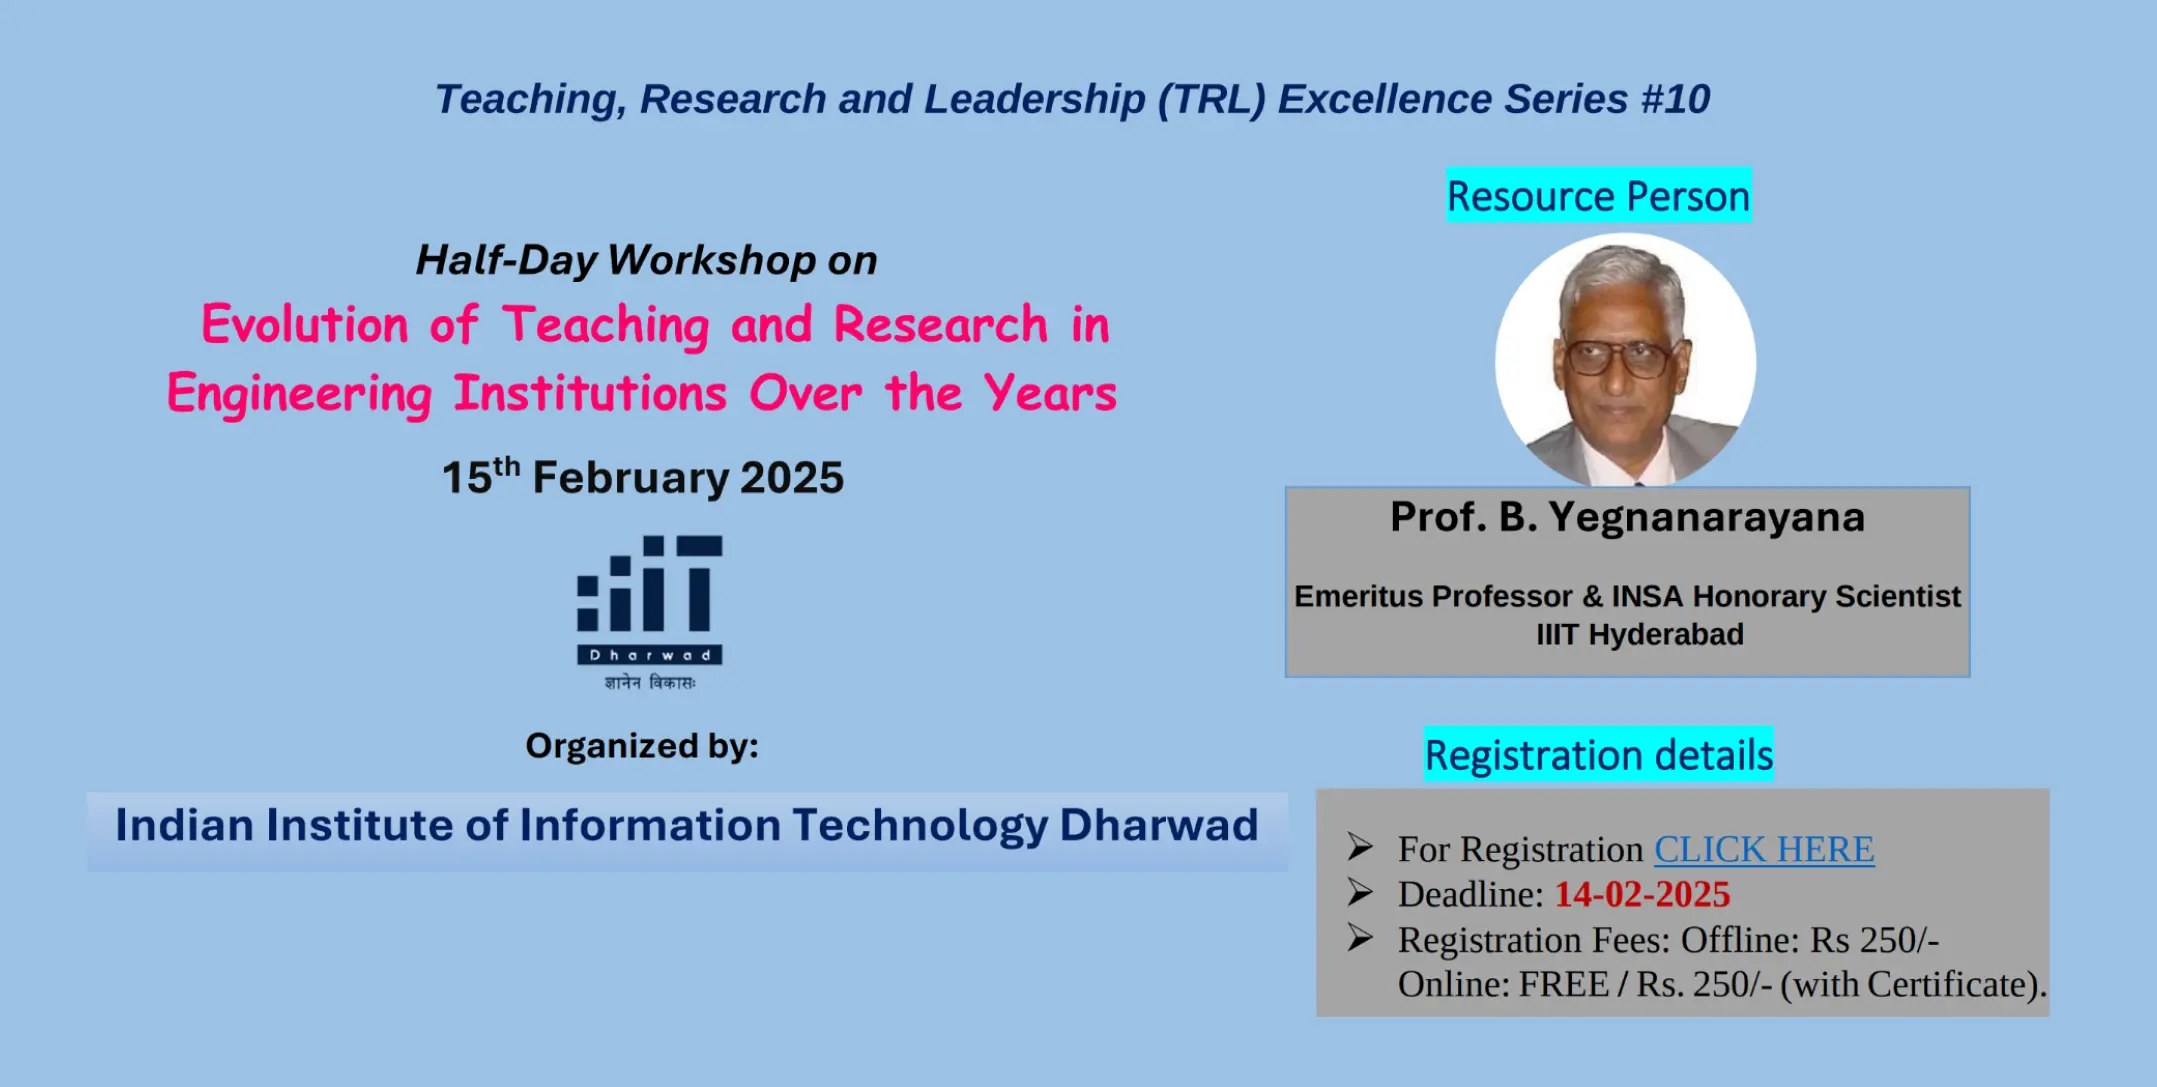 Teaching, Research and Leadership (TRL) Excellence Series #10
Half-Day Workshop on
Evolution of Teaching and Research in
Engineering Institutions Over the Years
15th February 2025
IIIT
Dharwad
ज्ञानेन विकासः
Organized by:
Indian Institute of Information Technology Dharwad
Resource Person
Prof. B. Yegnanarayana
Emeritus Professor & INSA Honorary Scientist
IIIT Hyderabad
Registration details
➢ For Registration CLICK HERE
➢ Deadline: 14-02-2025
➢ Registration Fees: Offline: Rs 250/-
Online: FREE / Rs. 250/- (with Certificate).